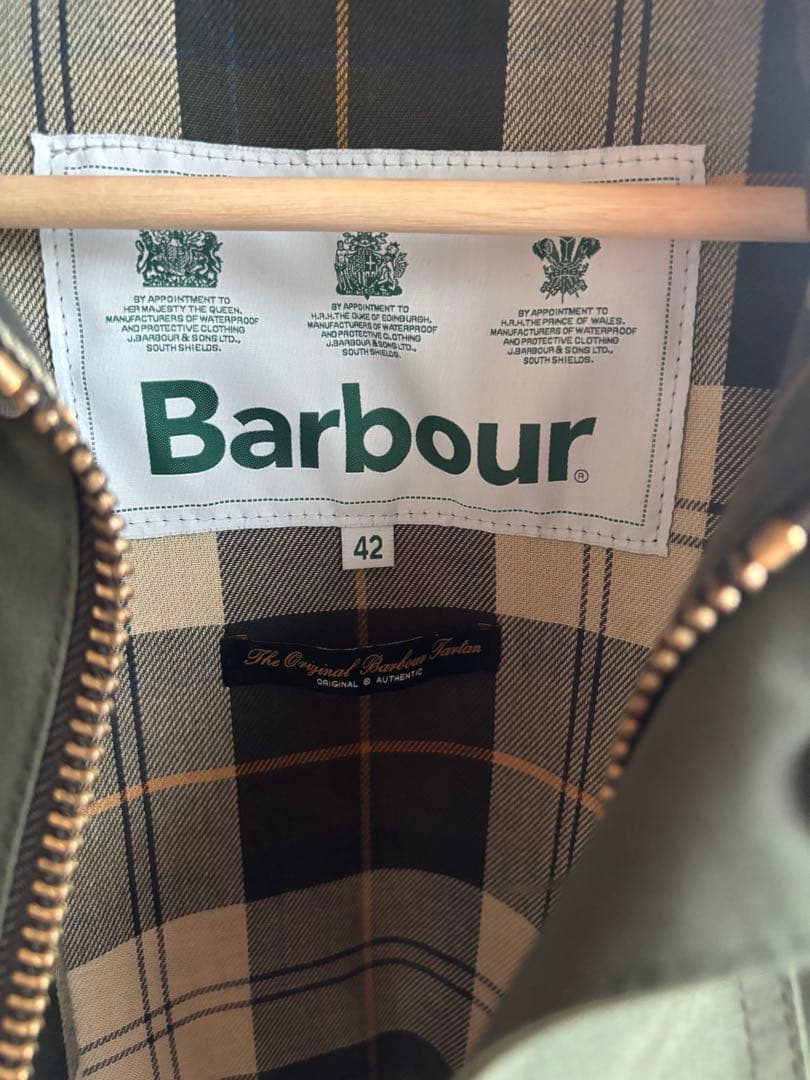 BY APPOINTMENT TO
HER MAJESTY THE QUEEN.
MANUFACTURERS OF WATERPROOF
AND PROTECTIVE CLOTHING
J.BARBOUR & SONS LTD.,
SOUTH SHIELDS.
BY APPOINTMENT TO
H.R.H. THE DUKE OF EDINBURGH.
MANUFACTURERS OF WATERPROOF
AND PROTECTIVE CLOTHING
J.BARBOUR & SONS LTD.,
SOUTH SHIELDS.
BY APPOINTMENT TO
H.R.H. THE PRINCE OF WALES.
MANUFACTURERS OF WATERPROOF
AND PROTECTIVE CLOTHING
J.BARBOUR & SONS LTD.,
SOUTH SHIELDS.
Barbour®
42
The Original Barbour Tartan
ORIGINAL & AUTHENTIC